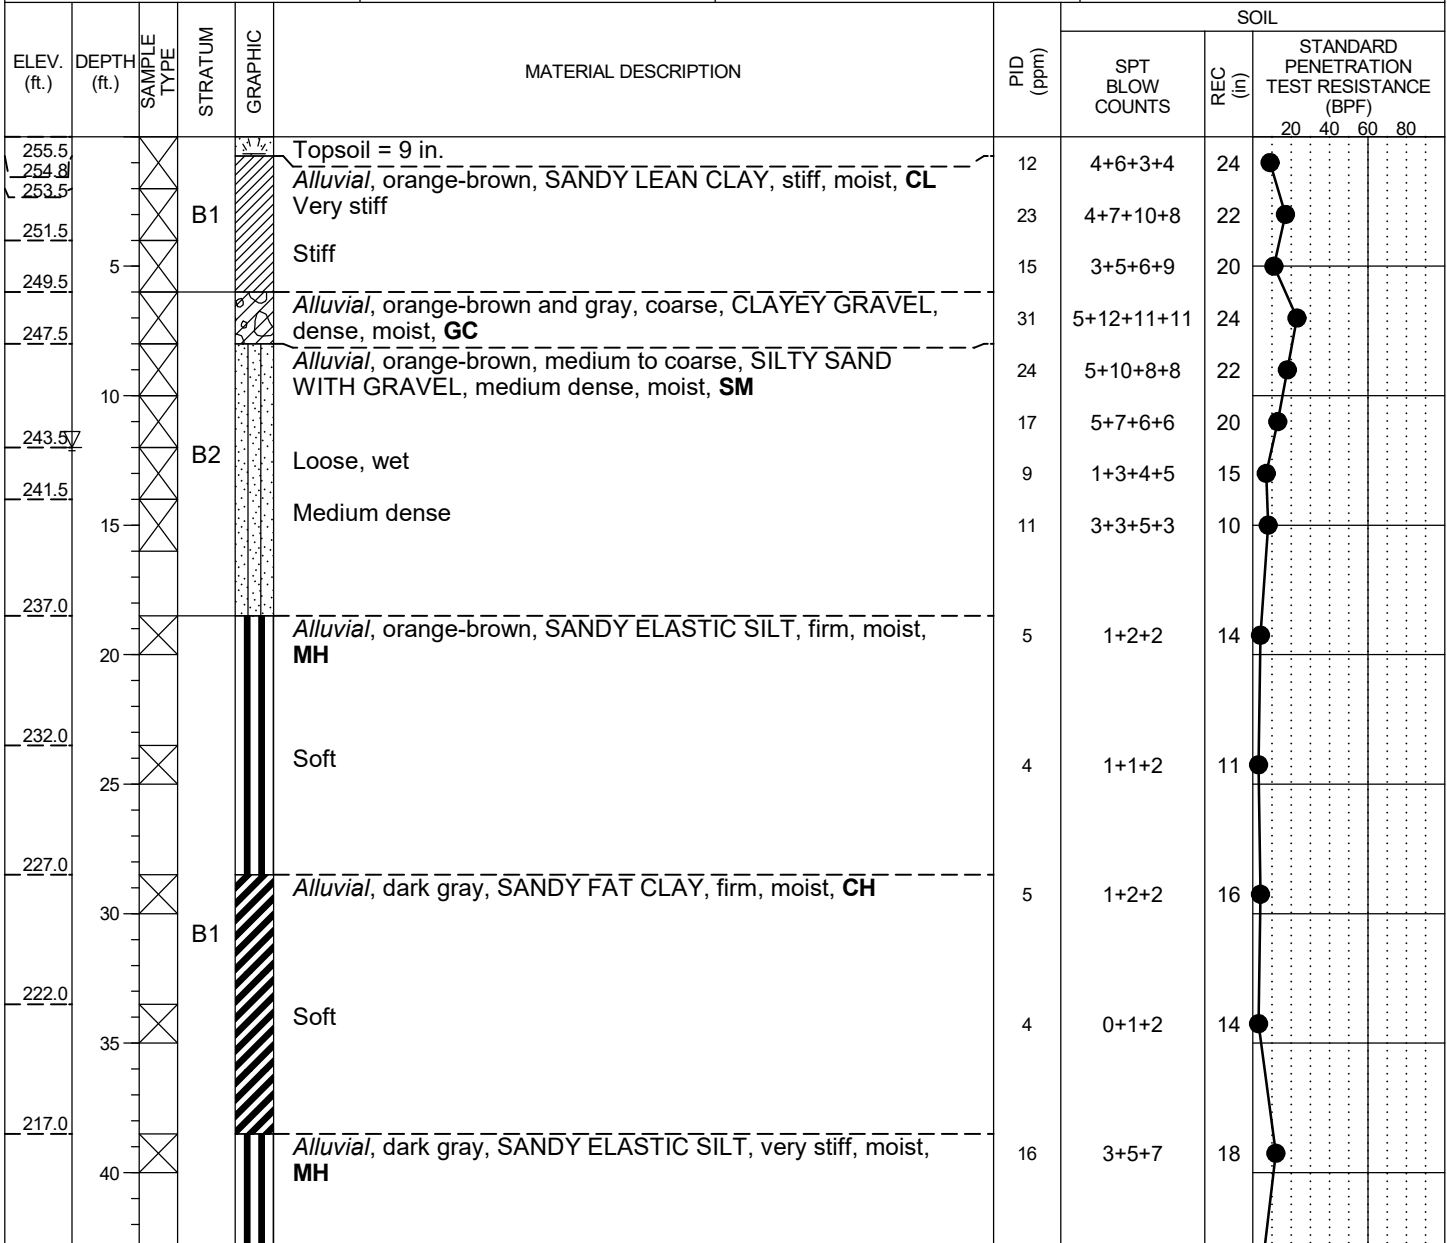 SOIL
ELEV. (ft.) DEPTH (ft.) SAMPLE TYPE STRATUM GRAPHIC MATERIAL DESCRIPTION PID (ppm) SPT BLOW COUNTS REC (in) STANDARD PENETRATION TEST RESISTANCE (BPF)
20 40 60 80
255.5 Topsoil = 9 in. 12 4+6+3+4 24
254.8 Alluvial, orange-brown, SANDY LEAN CLAY, stiff, moist, CL
253.5 B1 Very stiff 23 4+7+10+8 22
251.5 Stiff
5 15 3+5+6+9 20
249.5 Alluvial, orange-brown and gray, coarse, CLAYEY GRAVEL,
dense, moist, GC 31 5+12+11+11 24
247.5 Alluvial, orange-brown, medium to coarse, SILTY SAND 24 5+10+8+8 22
10 WITH GRAVEL, medium dense, moist, SM
17 5+7+6+6 20
243.5 B2 Loose, wet 9 1+3+4+5 15
241.5 Medium dense
15 11 3+3+5+3 10
237.0 Alluvial, orange-brown, SANDY ELASTIC SILT, firm, moist, 5 1+2+2 14
20 MH
232.0 Soft 4 1+1+2 11
25
227.0 Alluvial, dark gray, SANDY FAT CLAY, firm, moist, CH 5 1+2+2 16
30
B1
222.0 Soft 4 0+1+2 14
35
217.0 Alluvial, dark gray, SANDY ELASTIC SILT, very stiff, moist, 16 3+5+7 18
40 MH